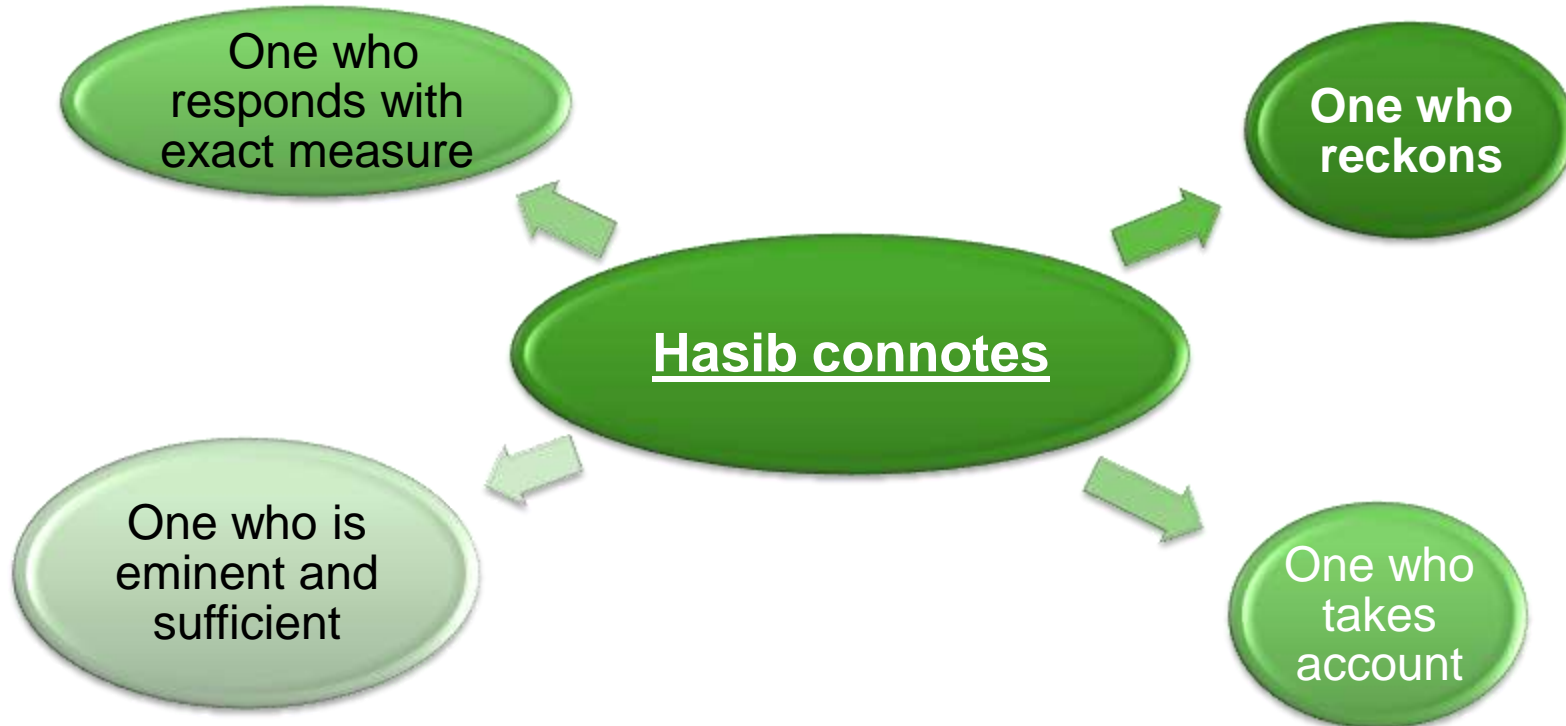 One who
responds with
exact measure
One who
reckons
Hasib connotes
One who is
eminent and
sufficient
One who
takes
account